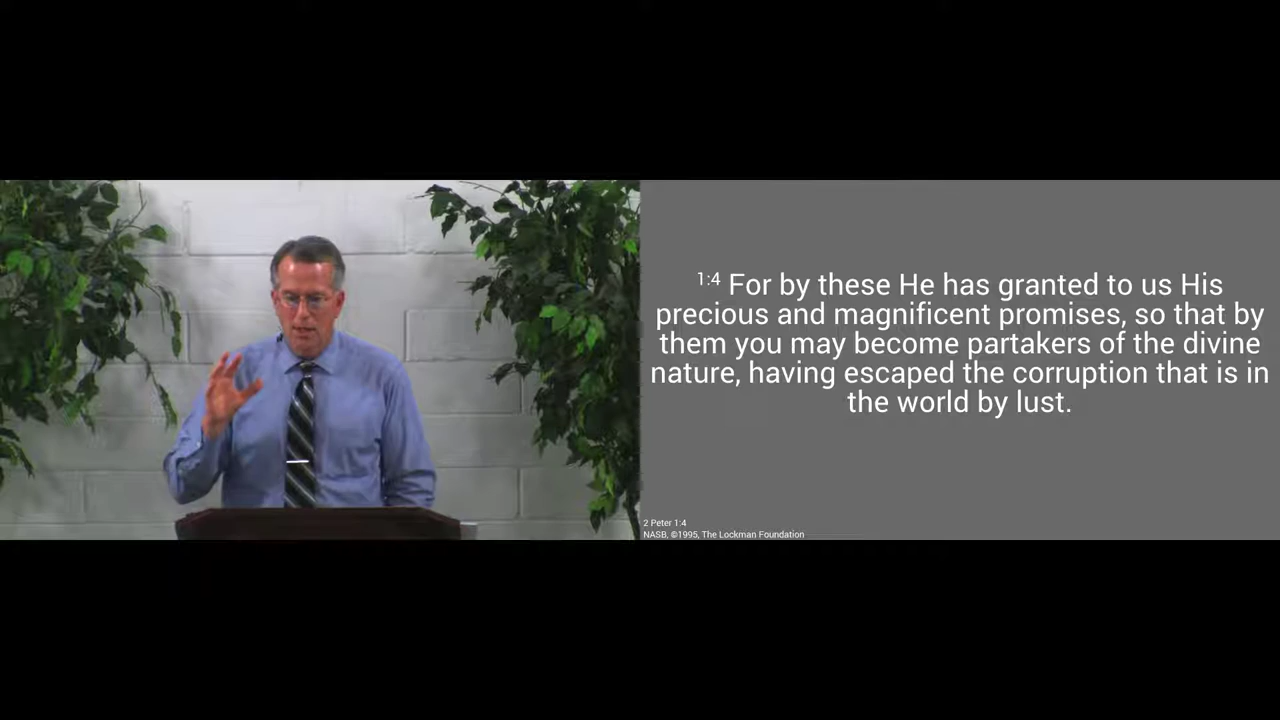 1:4 For by these He has granted to us His
precious and magnificent promises, so that by
them you may become partakers of the divine
nature, having escaped the corruption that is in
the world by lust.
2 Peter 1:4
NASB, ©1995, The Lockman Foundation